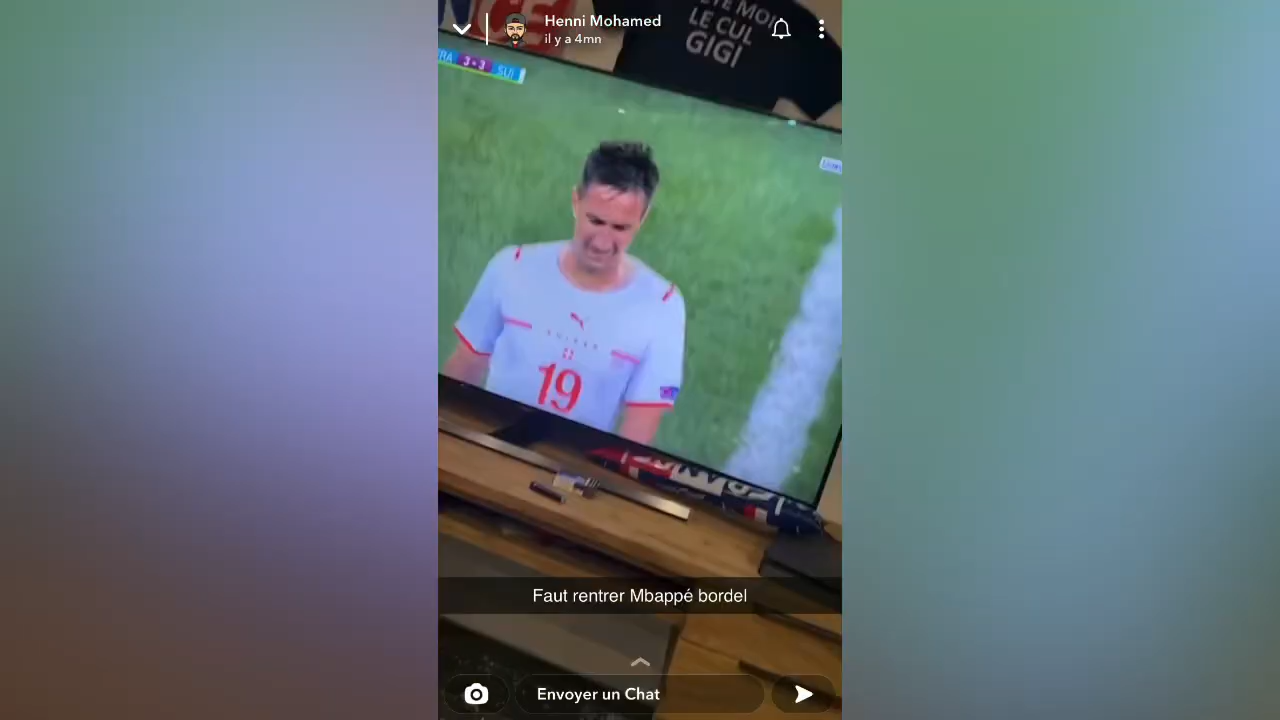 Henni Mohamed
il y a 4mn
LE CUL
GIGI
3 - 3 SUI
19
Faut rentrer Mbappé bordel
Envoyer un Chat